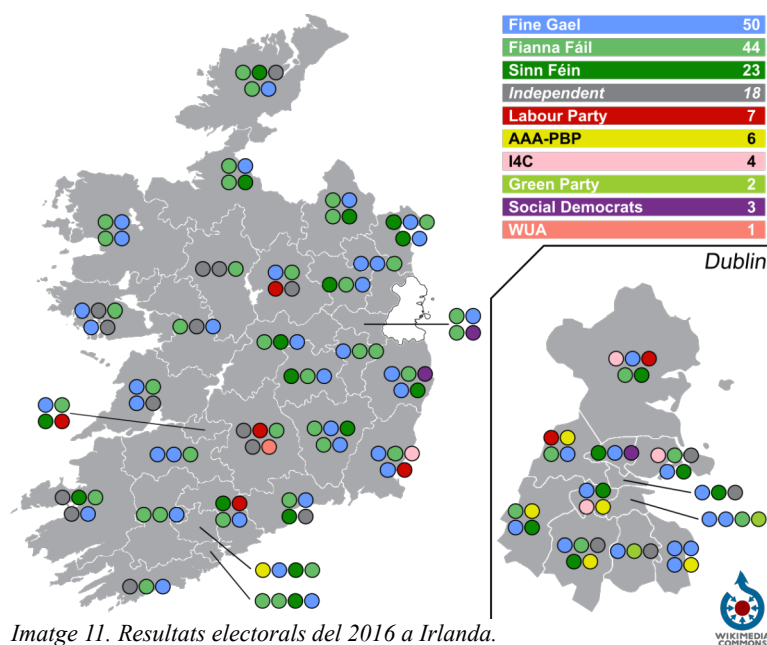 Fine Gael 50
Fianna Fáil 44
Sinn Féin 23
Independent 18
Labour Party 7
AAA-PBP 6
I4C 4
Green Party 2
Social Democrats 3
WUA 1
Dublin
WIKIMEDIA
COMMONS
Imatge 11. Resultats electorals del 2016 a Irlanda.